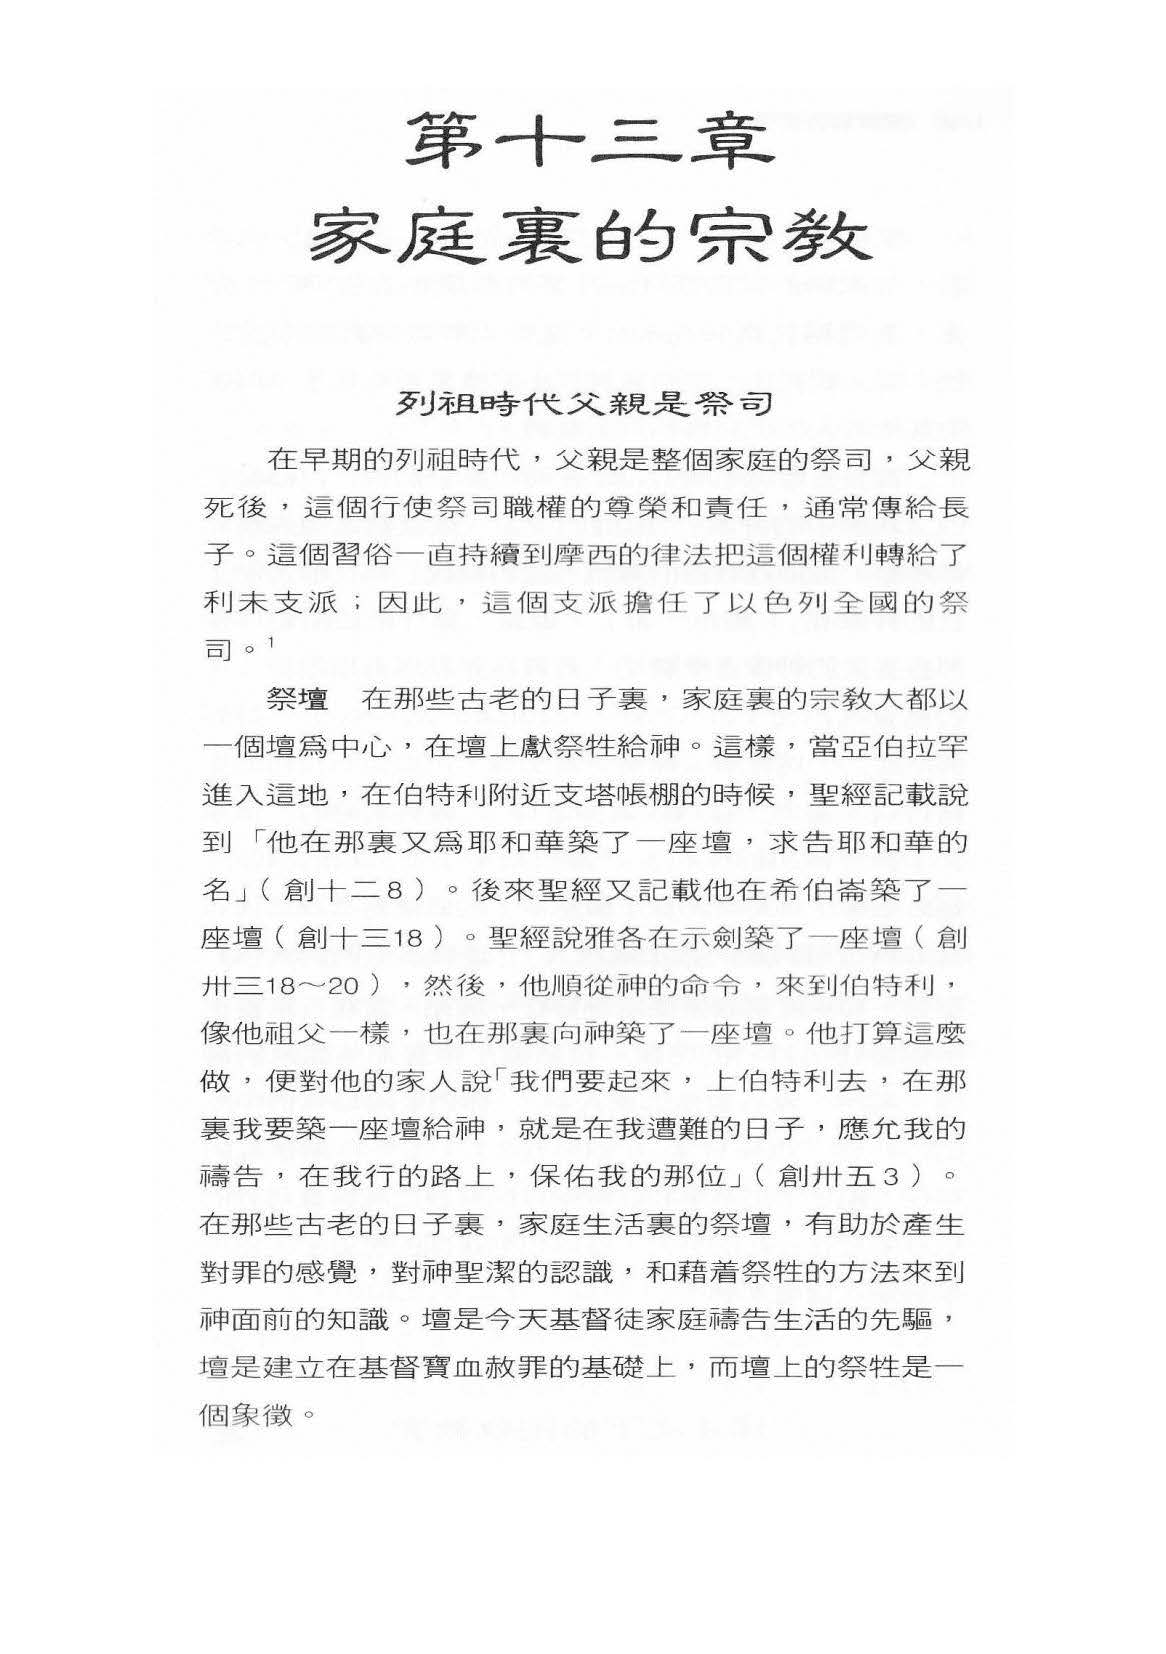 第十三章
家庭裏的宗教
列祖時代父親是祭司
在早期的列祖時代，父親是整個家庭的祭司，父親
死後，這個行使祭司職權的尊榮和責任，通常傳給長
子。這個習俗一直持續到摩西的律法把這個權利轉給了
利未支派；因此，這個支派擔任了以色列全國的祭
司。1
祭壇　在那些古老的日子裏，家庭裏的宗教大都以
一個壇爲中心，在壇上獻祭牲給神。這樣，當亞伯拉罕
進入這地，在伯特利附近支塔帳棚的時候，聖經記載說
到「他在那裏又爲耶和華築了一座壇，求告耶和華的
名」（創十二8）。後來聖經又記載他在希伯崙築了一
座壇（創十三18）。聖經說雅各在示劍築了一座壇（創
卅三18～20），然後，他順從神的命令，來到伯特利，
像他祖父一樣，也在那裏向神築了一座壇。他打算這麼
做，便對他的家人說「我們要起來，上伯特利去，在那
裏我要築一座壇給神，就是在我遭難的日子，應允我的
禱告，在我行的路上，保佑我的那位」（創卅五3）。
在那些古老的日子裏，家庭生活裏的祭壇，有助於產生
對罪的感覺，對神聖潔的認識，和藉着祭牲的方法來到
神面前的知識。壇是今天基督徒家庭禱告生活的先驅，
壇是建立在基督寶血赦罪的基礎上，而壇上的祭牲是一
個象徵。